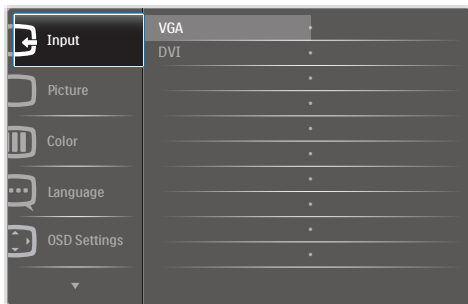 Input
VGA
DVI
Picture
Color
Language
OSD Settings